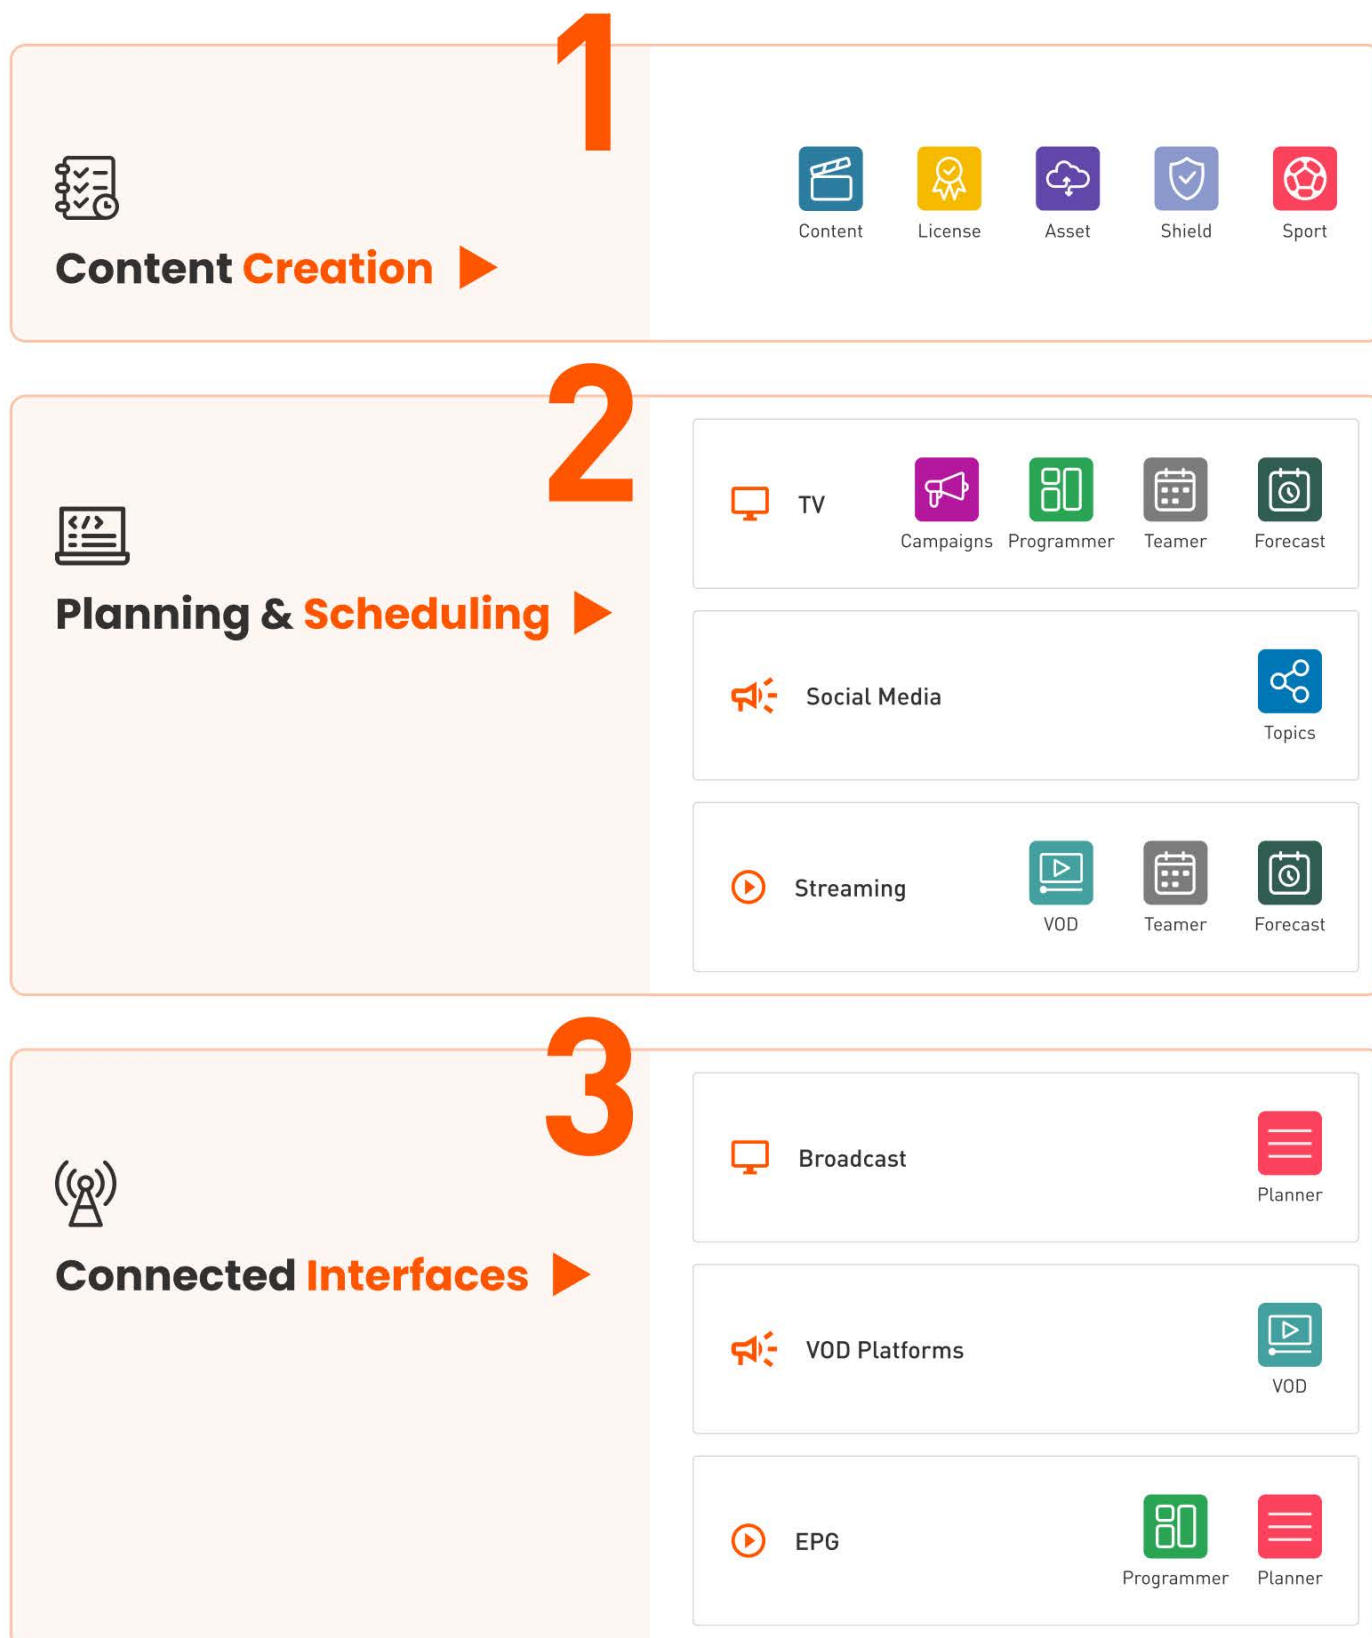 1
Content Creation
Content License Asset Shield Sport
2
Planning & Scheduling
TV
Campaigns Programmer Teamer Forecast
Social Media
Topics
Streaming
VOD Teamer Forecast
3
Connected Interfaces
Broadcast
Planner
VOD Platforms
VOD
EPG
Programmer Planner